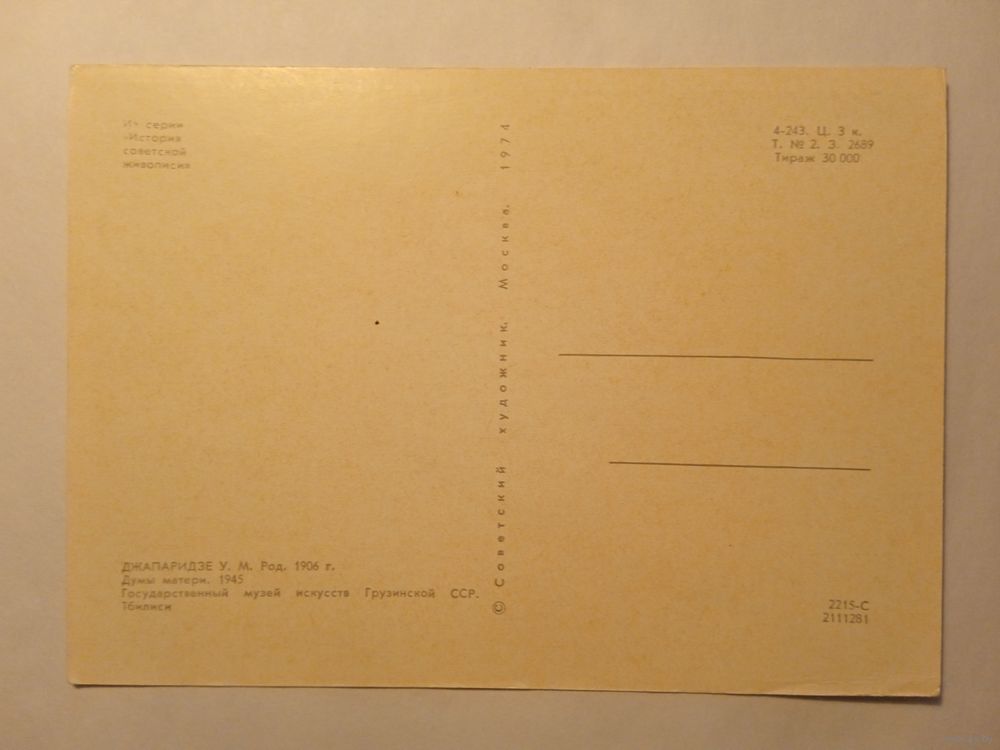 Из серии
«История
советской
живописи»
4-243. Ц. 3 к.
Т. № 2. З. 2689
Тираж 30 000
© Советский художник. Москва. 1974
ДЖАПАРИДЗЕ У. М. Род. 1906 г.
Думы матери. 1945
Государственный музей искусств Грузинской ССР.
Тбилиси
2215-С
2111281